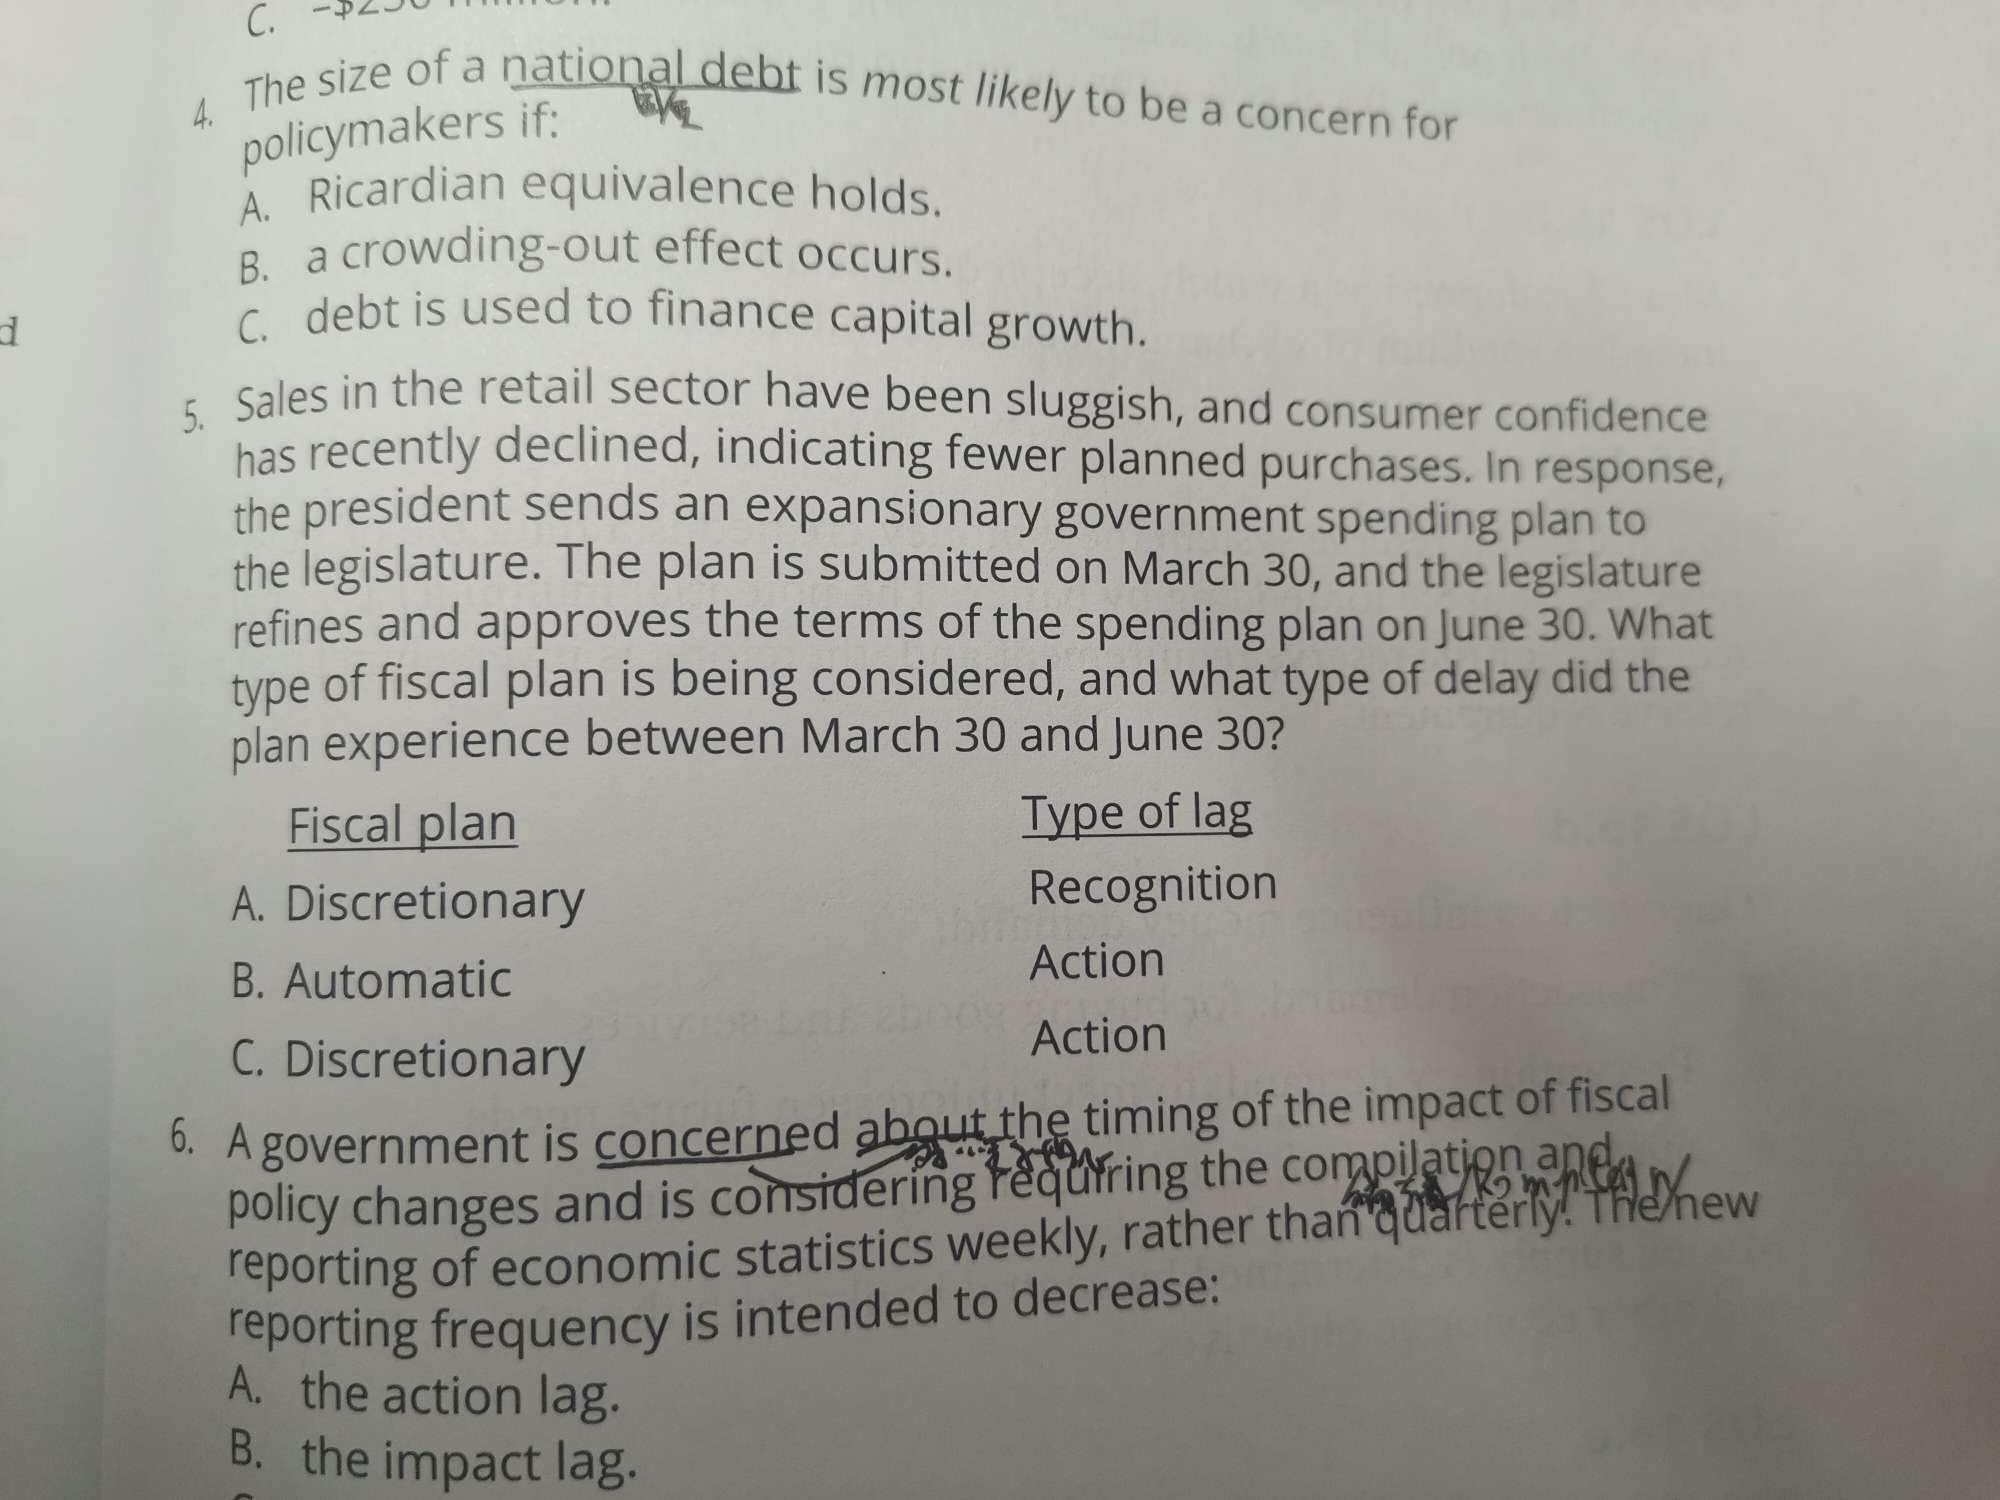 C.
4. The size of a national debt is most likely to be a concern for
policymakers if:
A. Ricardian equivalence holds.
B. a crowding-out effect occurs.
C. debt is used to finance capital growth.
d
5. Sales in the retail sector have been sluggish, and consumer confidence
has recently declined, indicating fewer planned purchases. In response,
the president sends an expansionary government spending plan to
the legislature. The plan is submitted on March 30, and the legislature
refines and approves the terms of the spending plan on June 30. What
type of fiscal plan is being considered, and what type of delay did the
plan experience between March 30 and June 30?
Fiscal plan Type of lag
A. Discretionary Recognition
B. Automatic Action
C. Discretionary Action
6. A government is concerned about the timing of the impact of fiscal
policy changes and is considering requiring the compilation and
reporting of economic statistics weekly, rather than quarterly. The new
reporting frequency is intended to decrease:
A. the action lag.
B. the impact lag.